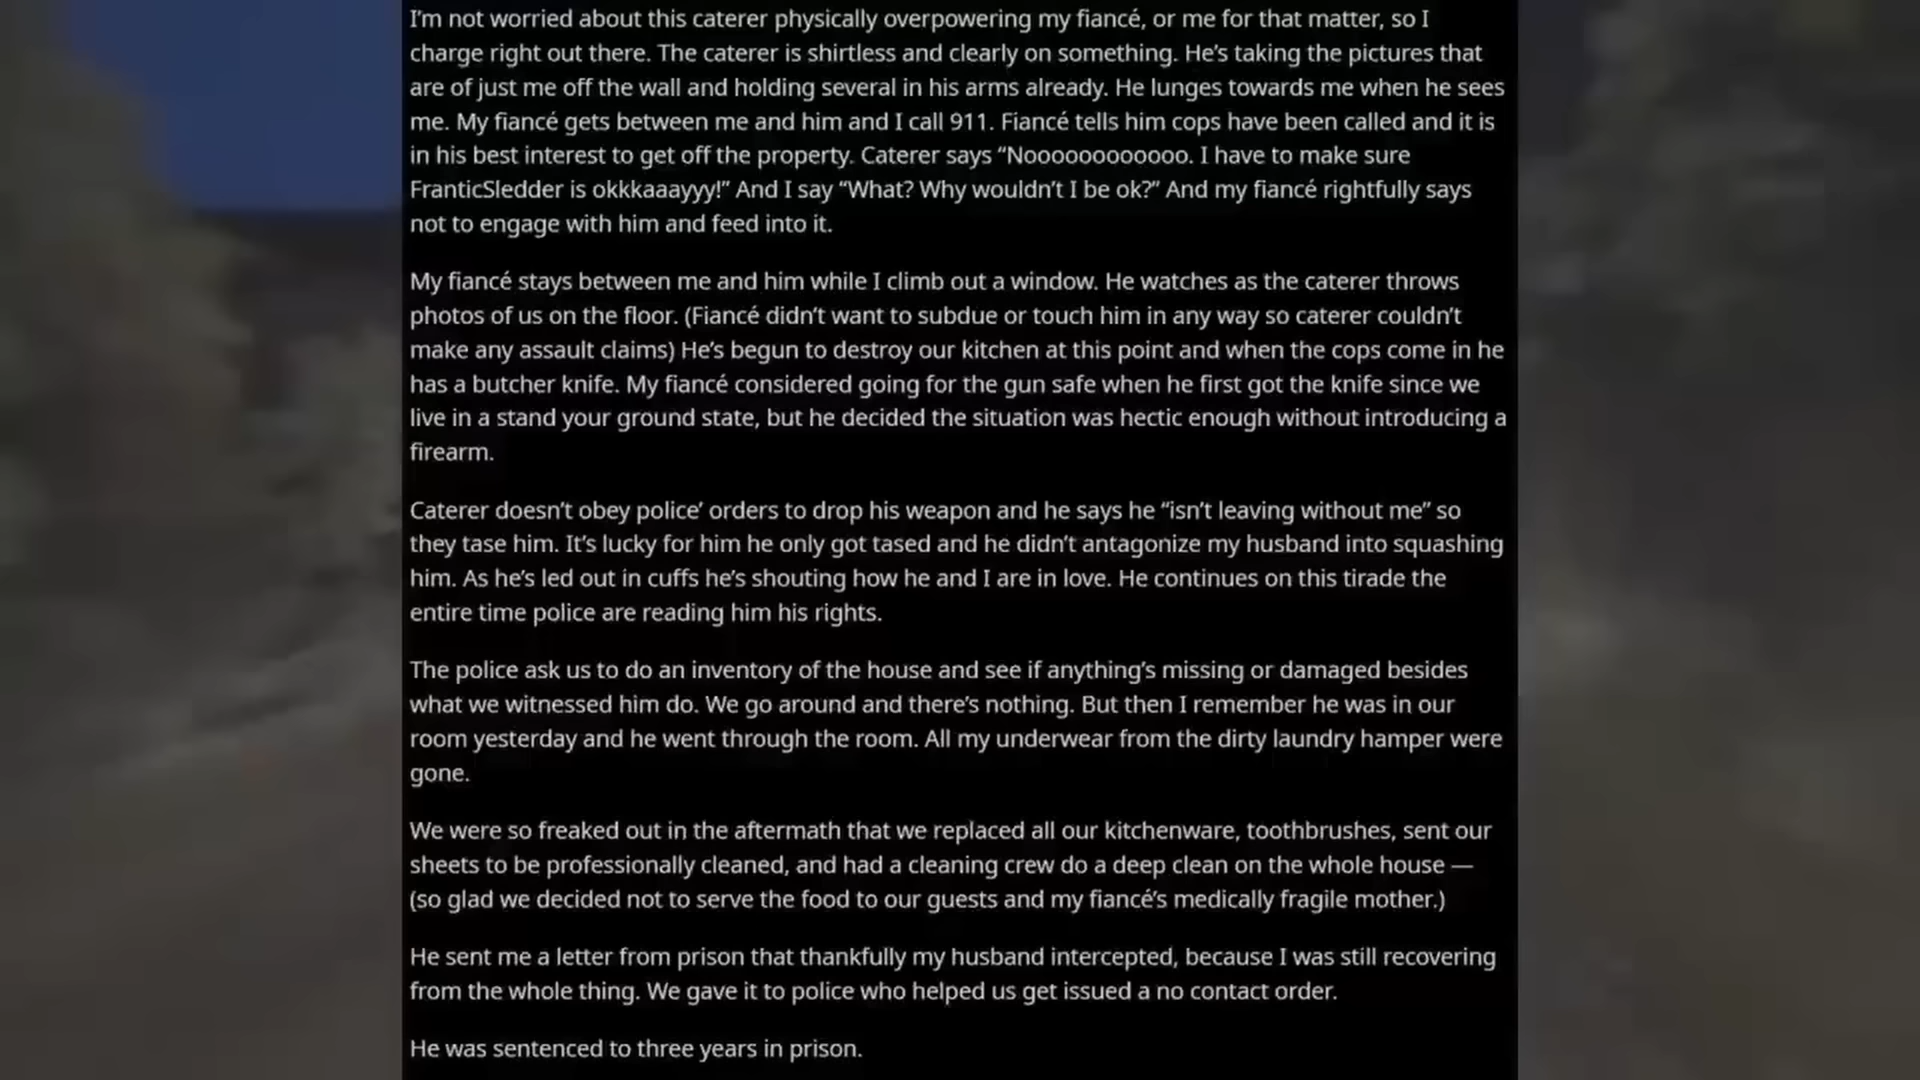 I'm not worried about this caterer physically overpowering my fiancé, or me for that matter, so I
charge right out there. The caterer is shirtless and clearly on something. He's taking the pictures that
are of just me off the wall and holding several in his arms already. He lunges towards me when he sees
me. My fiancé gets between me and him and I call 911. Fiancé tells him cops have been called and it is
in his best interest to get off the property. Caterer says “Noooooooooooo. I have to make sure
FranticSledder is okkkaaayyy!” And I say “What? Why wouldn't I be ok?” And my fiancé rightfully says
not to engage with him and feed into it.
My fiancé stays between me and him while I climb out a window. He watches as the caterer throws
photos of us on the floor. (Fiancé didn't want to subdue or touch him in any way so caterer couldn't
make any assault claims) He's begun to destroy our kitchen at this point and when the cops come in he
has a butcher knife. My fiancé considered going for the gun safe when he first got the knife since we
live in a stand your ground state, but he decided the situation was hectic enough without introducing a
firearm.
Caterer doesn't obey police' orders to drop his weapon and he says he “isn't leaving without me” so
they tase him. It's lucky for him he only got tased and he didn't antagonize my husband into squashing
him. As he's led out in cuffs he's shouting how he and I are in love. He continues on this tirade the
entire time police are reading him his rights.
The police ask us to do an inventory of the house and see if anything's missing or damaged besides
what we witnessed him do. We go around and there's nothing. But then I remember he was in our
room yesterday and he went through the room. All my underwear from the dirty laundry hamper were
gone.
We were so freaked out in the aftermath that we replaced all our kitchenware, toothbrushes, sent our
sheets to be professionally cleaned, and had a cleaning crew do a deep clean on the whole house —
(so glad we decided not to serve the food to our guests and my fiancé's medically fragile mother.)
He sent me a letter from prison that thankfully my husband intercepted, because I was still recovering
from the whole thing. We gave it to police who helped us get issued a no contact order.
He was sentenced to three years in prison.